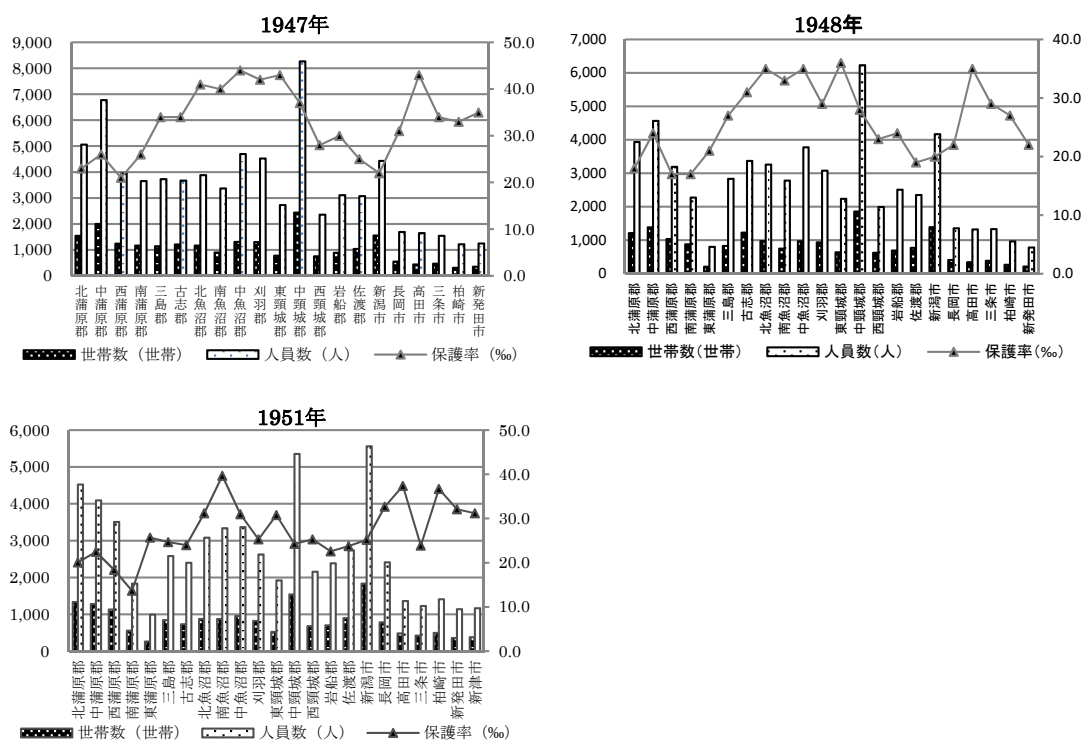 1947年
9,000
8,000
7,000
6,000
5,000
4,000
3,000
2,000
1,000
0
50.0
40.0
30.0
20.0
10.0
0.0
北蒲原郡
中蒲原郡
西蒲原郡
南蒲原郡
三島郡
古志郡
北魚沼郡
南魚沼郡
中魚沼郡
刈羽郡
東頸城郡
中頸城郡
西頸城郡
岩船郡
佐渡郡
新潟市
長岡市
高田市
三条市
柏崎市
新発田市
世帯数（世帯） 人員数（人） 保護率（‰）
1948年
7,000
6,000
5,000
4,000
3,000
2,000
1,000
0
40.0
30.0
20.0
10.0
0.0
北蒲原郡
中蒲原郡
西蒲原郡
南蒲原郡
東蒲原郡
三島郡
古志郡
北魚沼郡
南魚沼郡
中魚沼郡
刈羽郡
東頸城郡
中頸城郡
西頸城郡
岩船郡
佐渡郡
新潟市
長岡市
高田市
三条市
柏崎市
新発田市
世帯数（世帯） 人員数（人） 保護率（‰）
1951年
6,000
5,000
4,000
3,000
2,000
1,000
0
50.0
40.0
30.0
20.0
10.0
0.0
北蒲原郡
中蒲原郡
西蒲原郡
南蒲原郡
東蒲原郡
三島郡
古志郡
北魚沼郡
南魚沼郡
中魚沼郡
刈羽郡
東頸城郡
中頸城郡
西頸城郡
岩船郡
佐渡郡
新潟市
長岡市
高田市
三条市
柏崎市
新発田市
新津市
世帯数（世帯） 人員数（人） 保護率（‰）